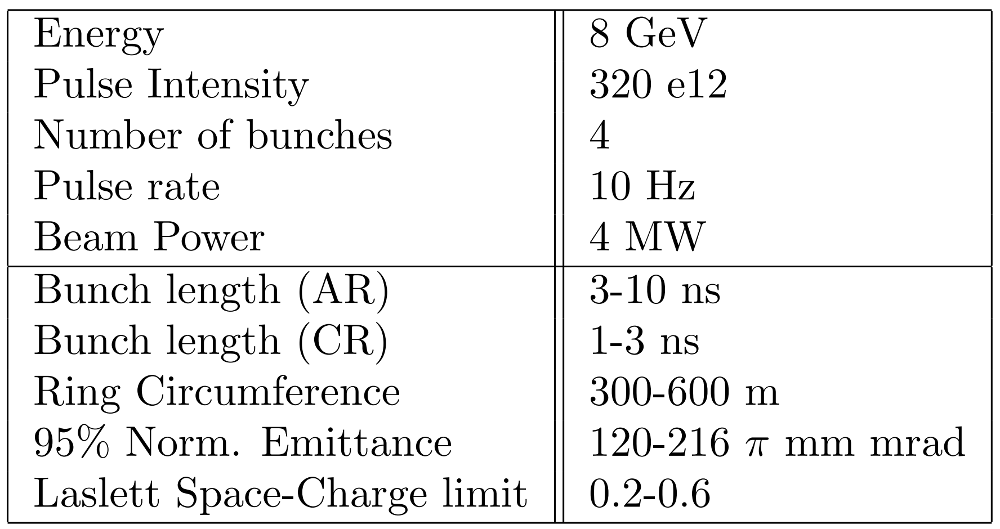 Energy 8 GeV
Pulse Intensity 320 e12
Number of bunches 4
Pulse rate 10 Hz
Beam Power 4 MW
Bunch length (AR) 3-10 ns
Bunch length (CR) 1-3 ns
Ring Circumference 300-600 m
95% Norm. Emittance 120-216 π mm mrad
Laslett Space-Charge limit 0.2-0.6